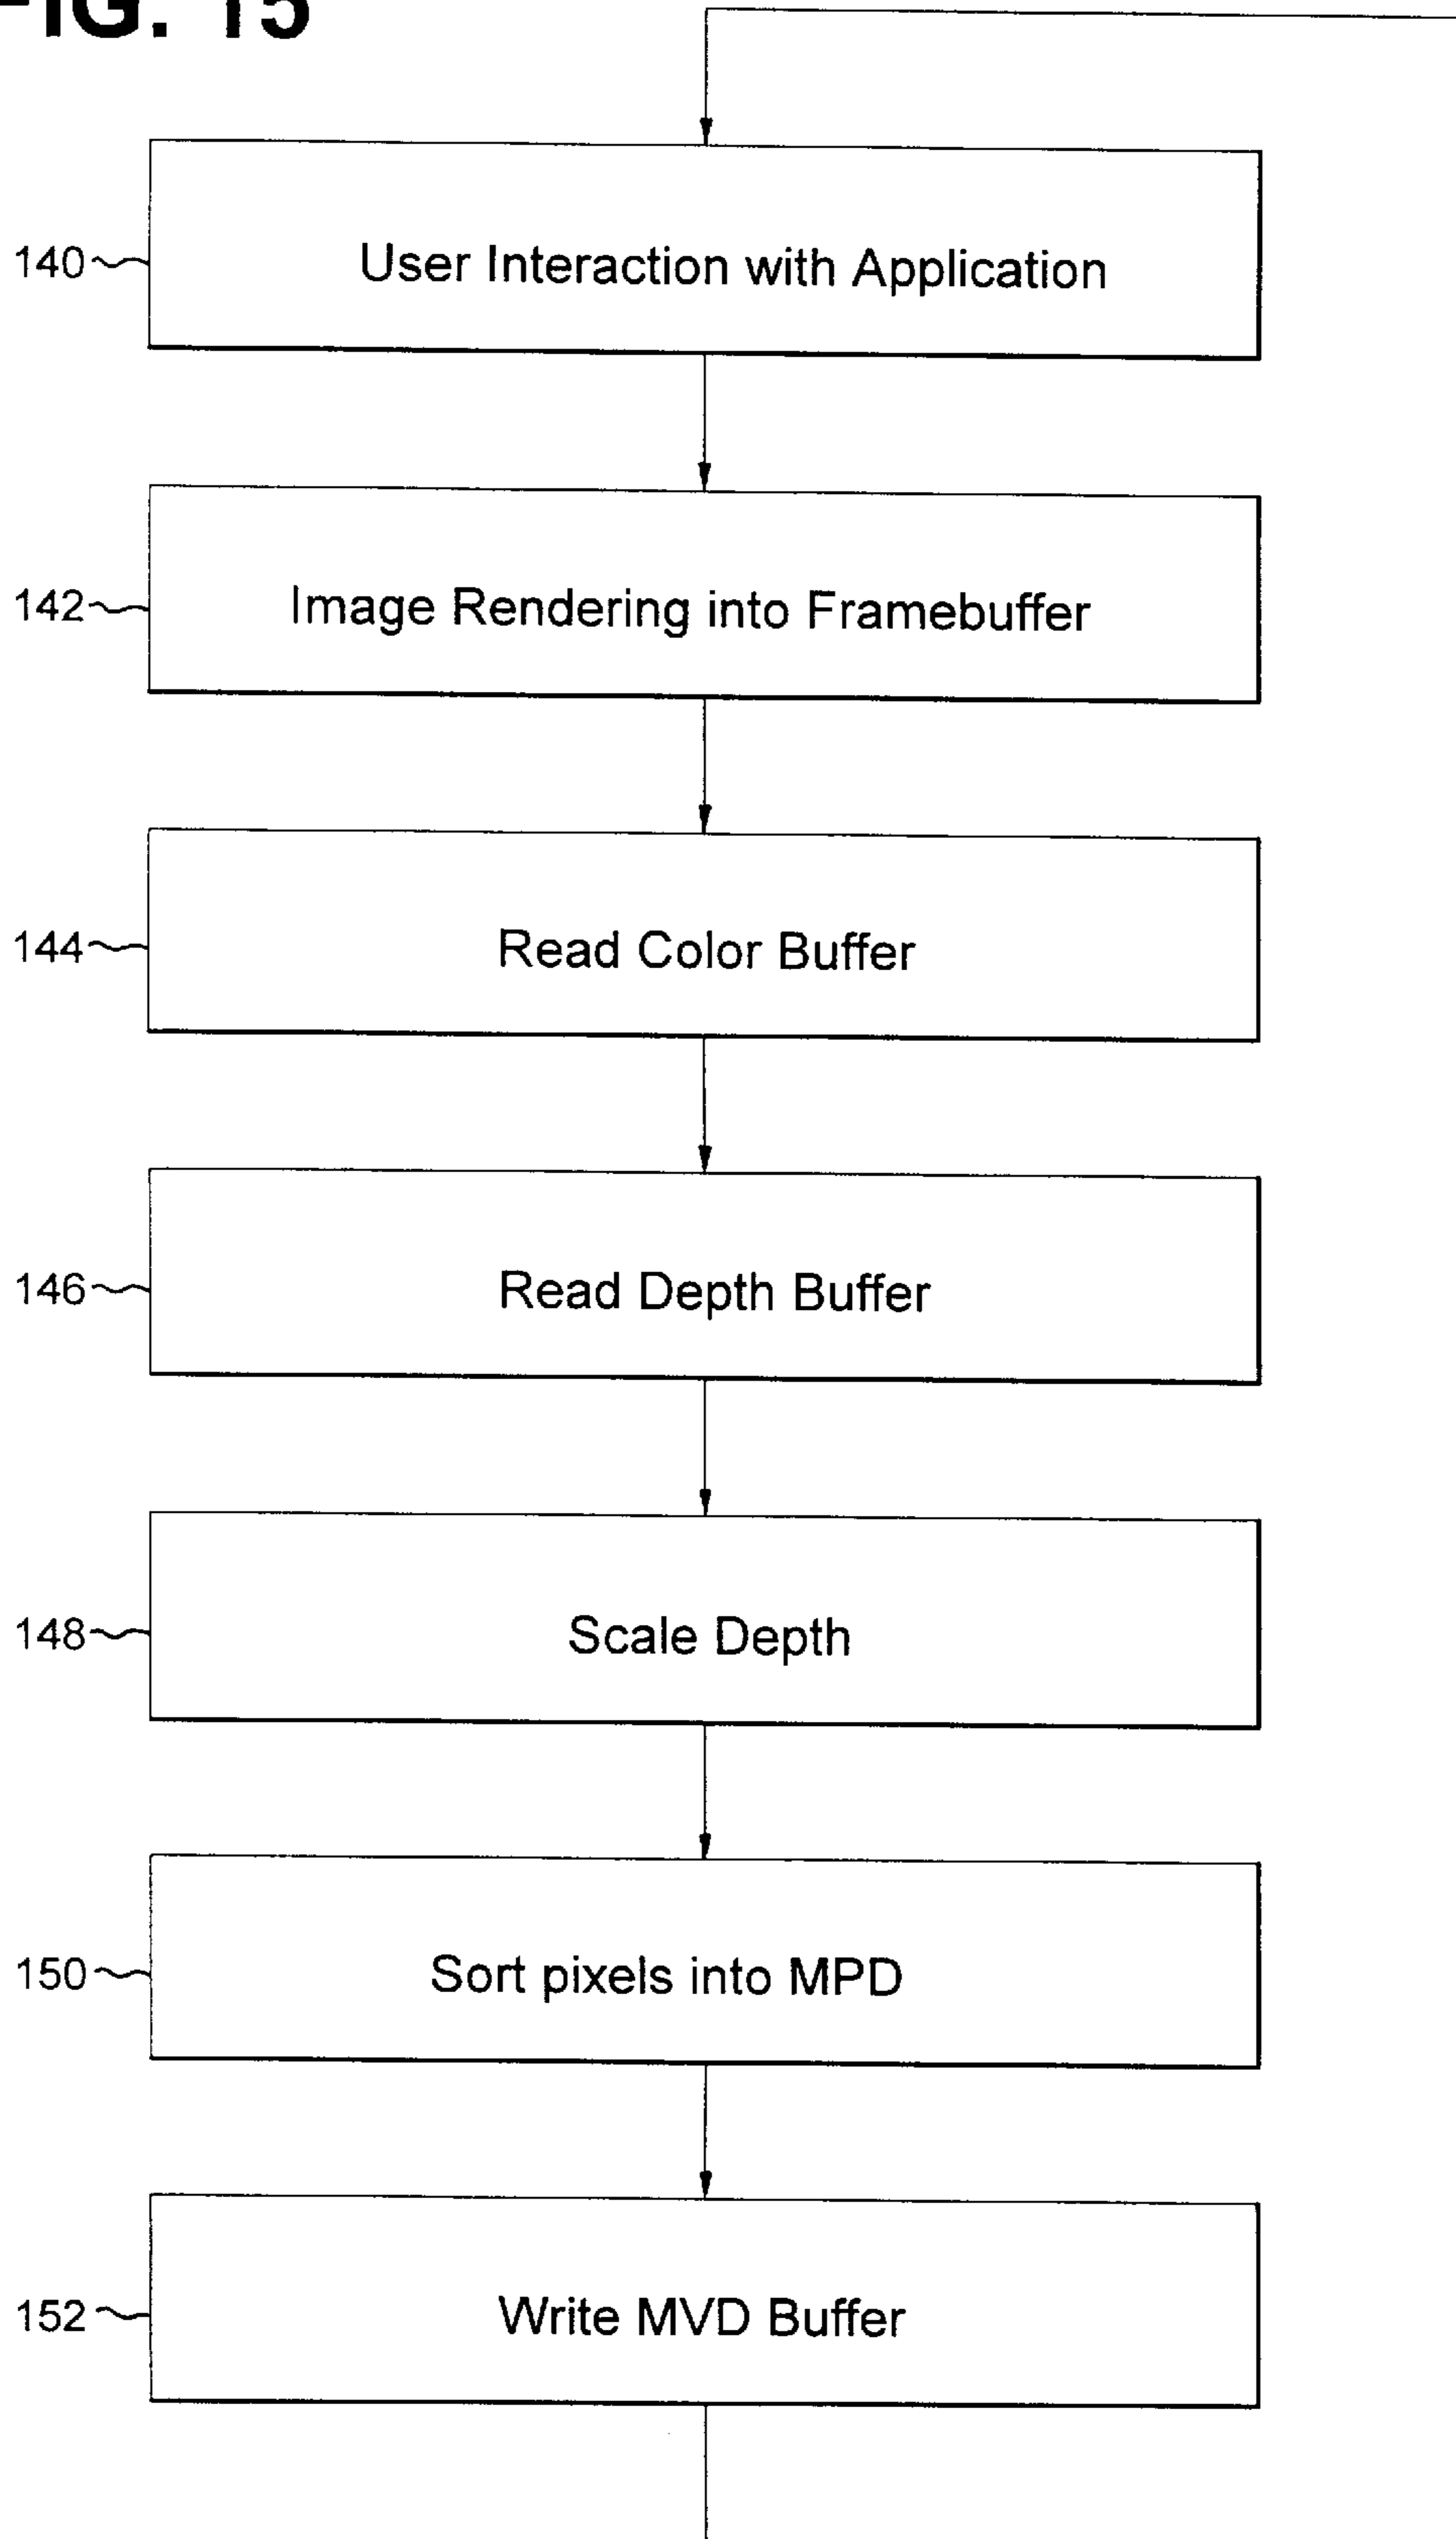 FIG. 15
140 User Interaction with Application
142 Image Rendering into Framebuffer
144 Read Color Buffer
146 Read Depth Buffer
148 Scale Depth
150 Sort pixels into MPD
152 Write MVD Buffer